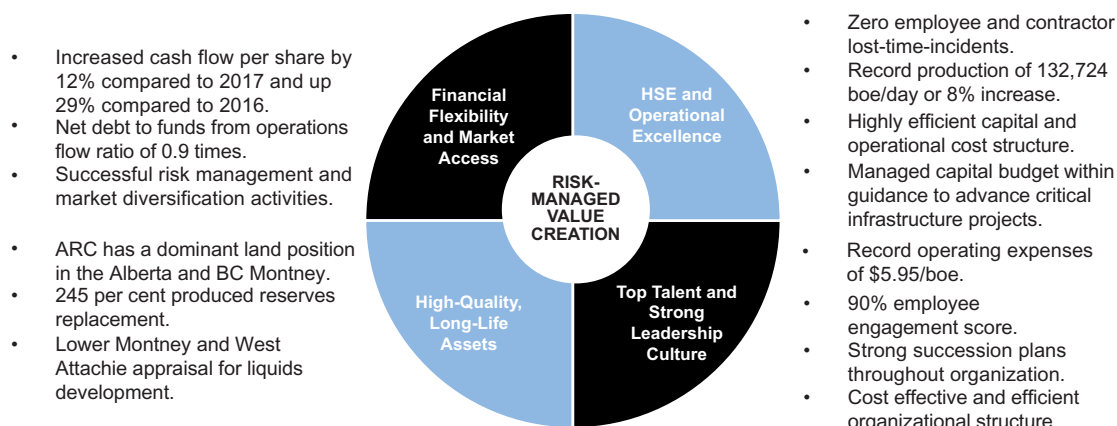 • Increased cash flow per share by
12% compared to 2017 and up
29% compared to 2016.
• Net debt to funds from operations
flow ratio of 0.9 times.
• Successful risk management and
market diversification activities.
• ARC has a dominant land position
in the Alberta and BC Montney.
• 245 per cent produced reserves
replacement.
• Lower Montney and West
Attachie appraisal for liquids
development.
Financial
Flexibility
and Market
Access
HSE and
Operational
Excellence
RISK-
MANAGED
VALUE
CREATION
High-Quality,
Long-Life
Assets
Top Talent and
Strong
Leadership
Culture
• Zero employee and contractor
lost-time-incidents.
• Record production of 132,724
boe/day or 8% increase.
• Highly efficient capital and
operational cost structure.
• Managed capital budget within
guidance to advance critical
infrastructure projects.
• Record operating expenses
of $5.95/boe.
• 90% employee
engagement score.
• Strong succession plans
throughout organization.
• Cost effective and efficient
organizational structure